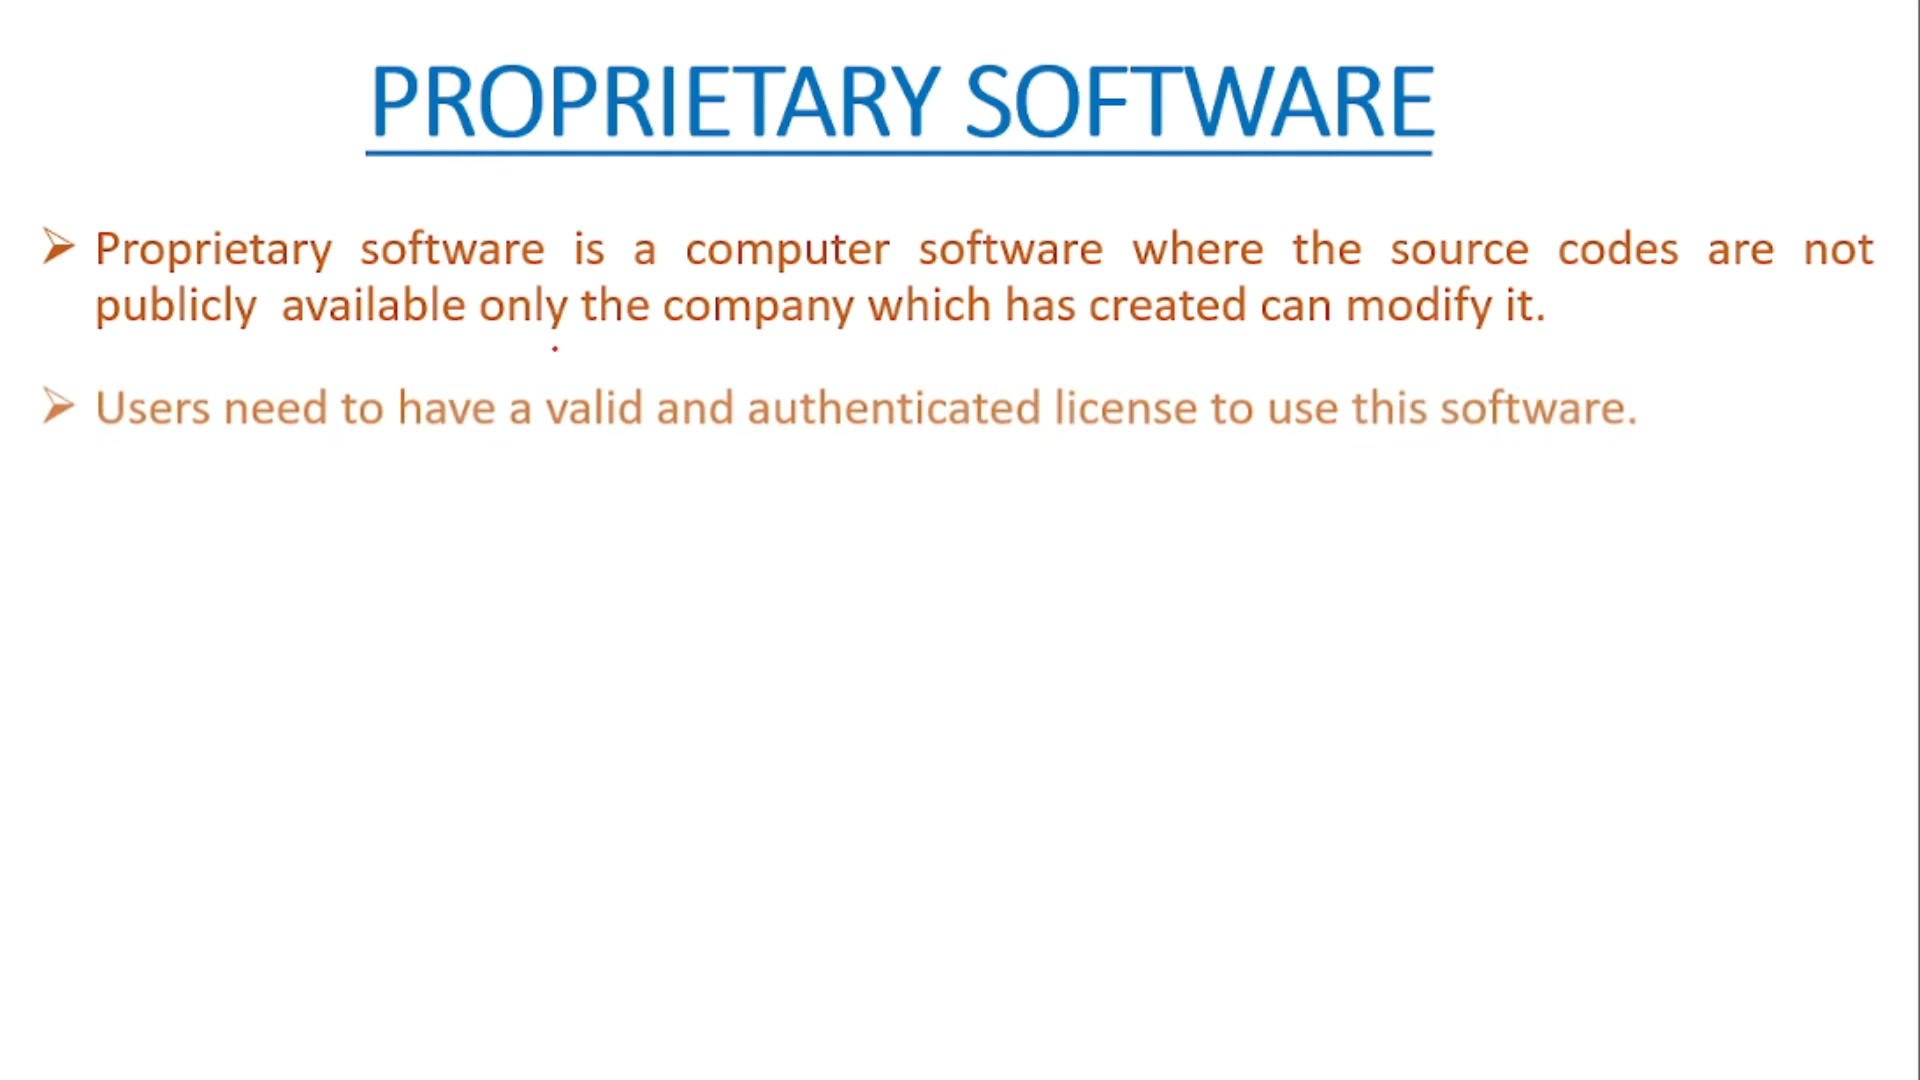 PROPRIETARY SOFTWARE
➢ Proprietary software is a computer software where the source codes are not
publicly available only the company which has created can modify it.
➢ Users need to have a valid and authenticated license to use this software.